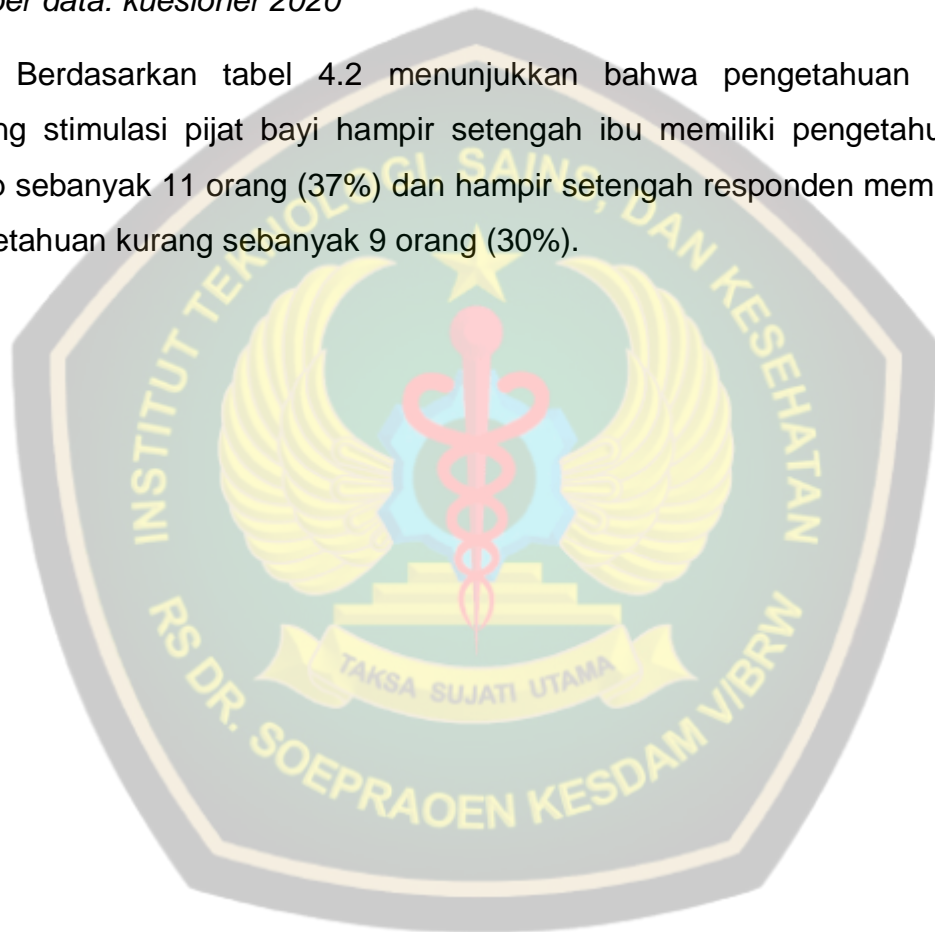 ber data: kuesioner 2020
Berdasarkan tabel 4.2 menunjukkan bahwa pengetahuan
ng stimulasi pijat bayi hampir setengah ibu memiliki pengetahu
o sebanyak 11 orang (37%) dan hampir setengah responden mem
etahuan kurang sebanyak 9 orang (30%).
INSTITUT TEKNOLOGI, SAINS, DAN KESEHATAN
TAKSA SUJATI UTAMA
RS DR. SOEPRAOEN KESDAM V/BRW